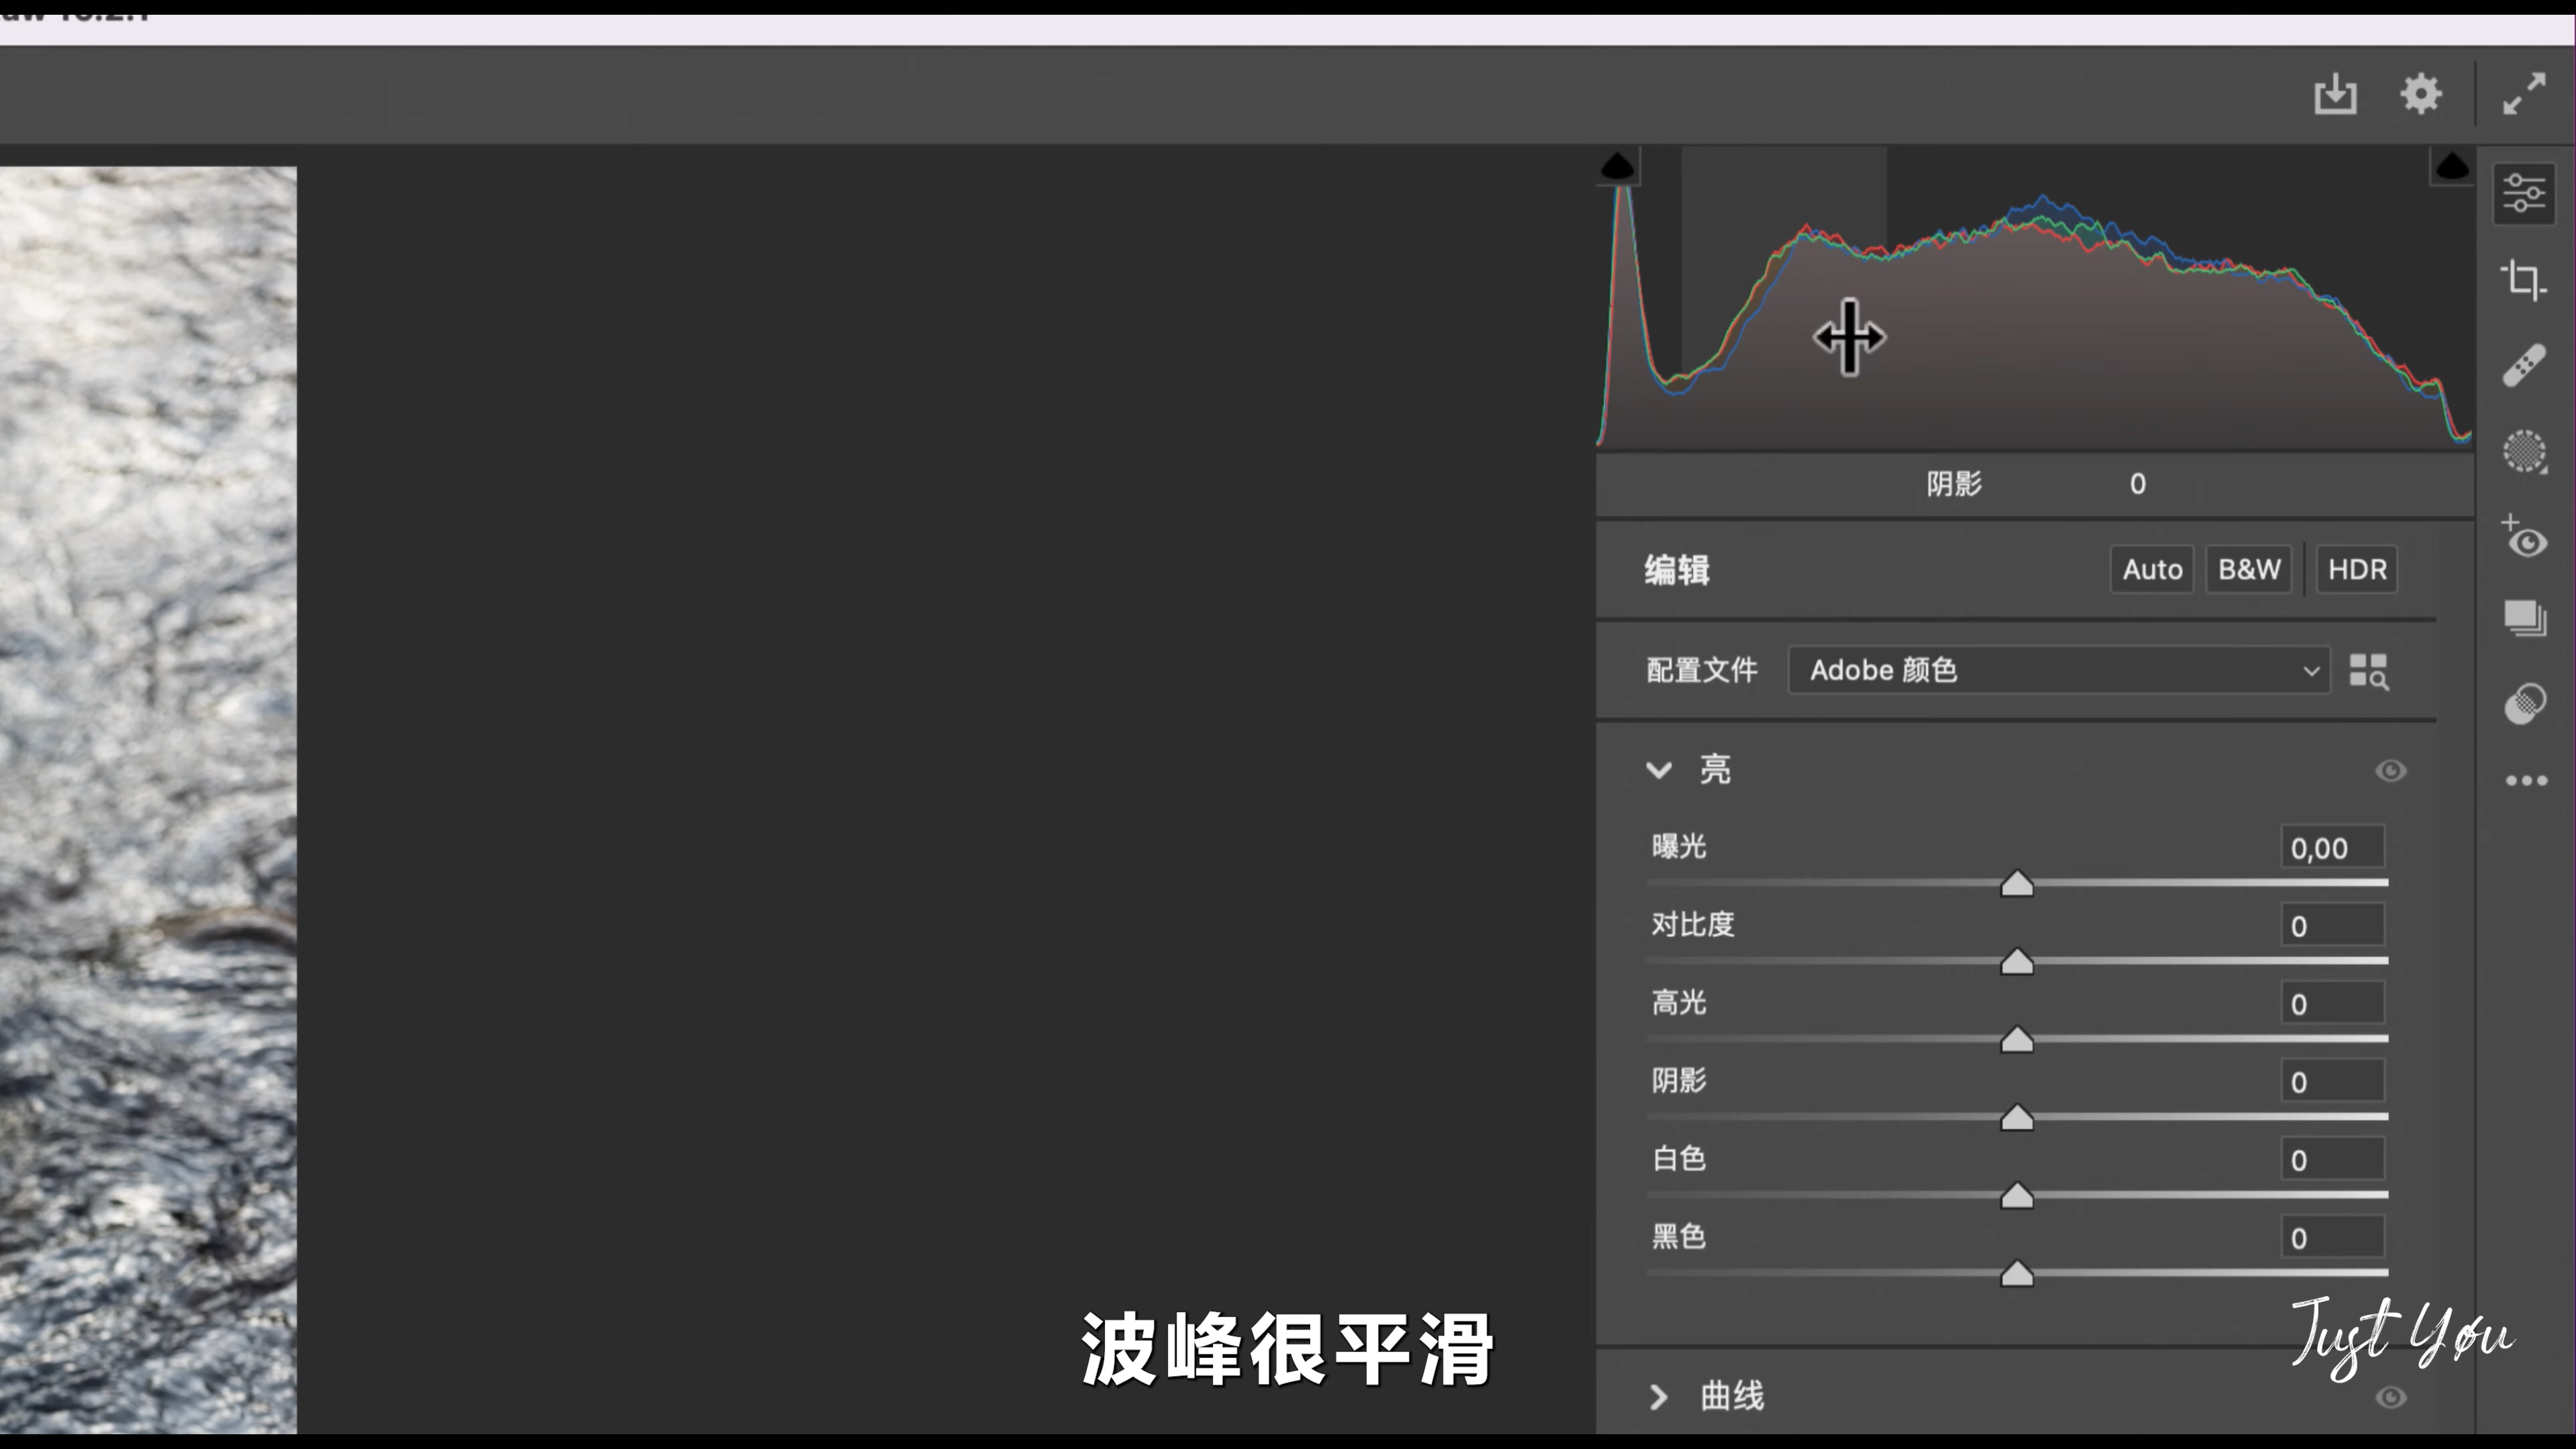 阴影 0
编辑 Auto B&W HDR
配置文件 Adobe 颜色
亮
曝光 0,00
对比度 0
高光 0
阴影 0
白色 0
黑色 0
波峰很平滑
Just You
曲线